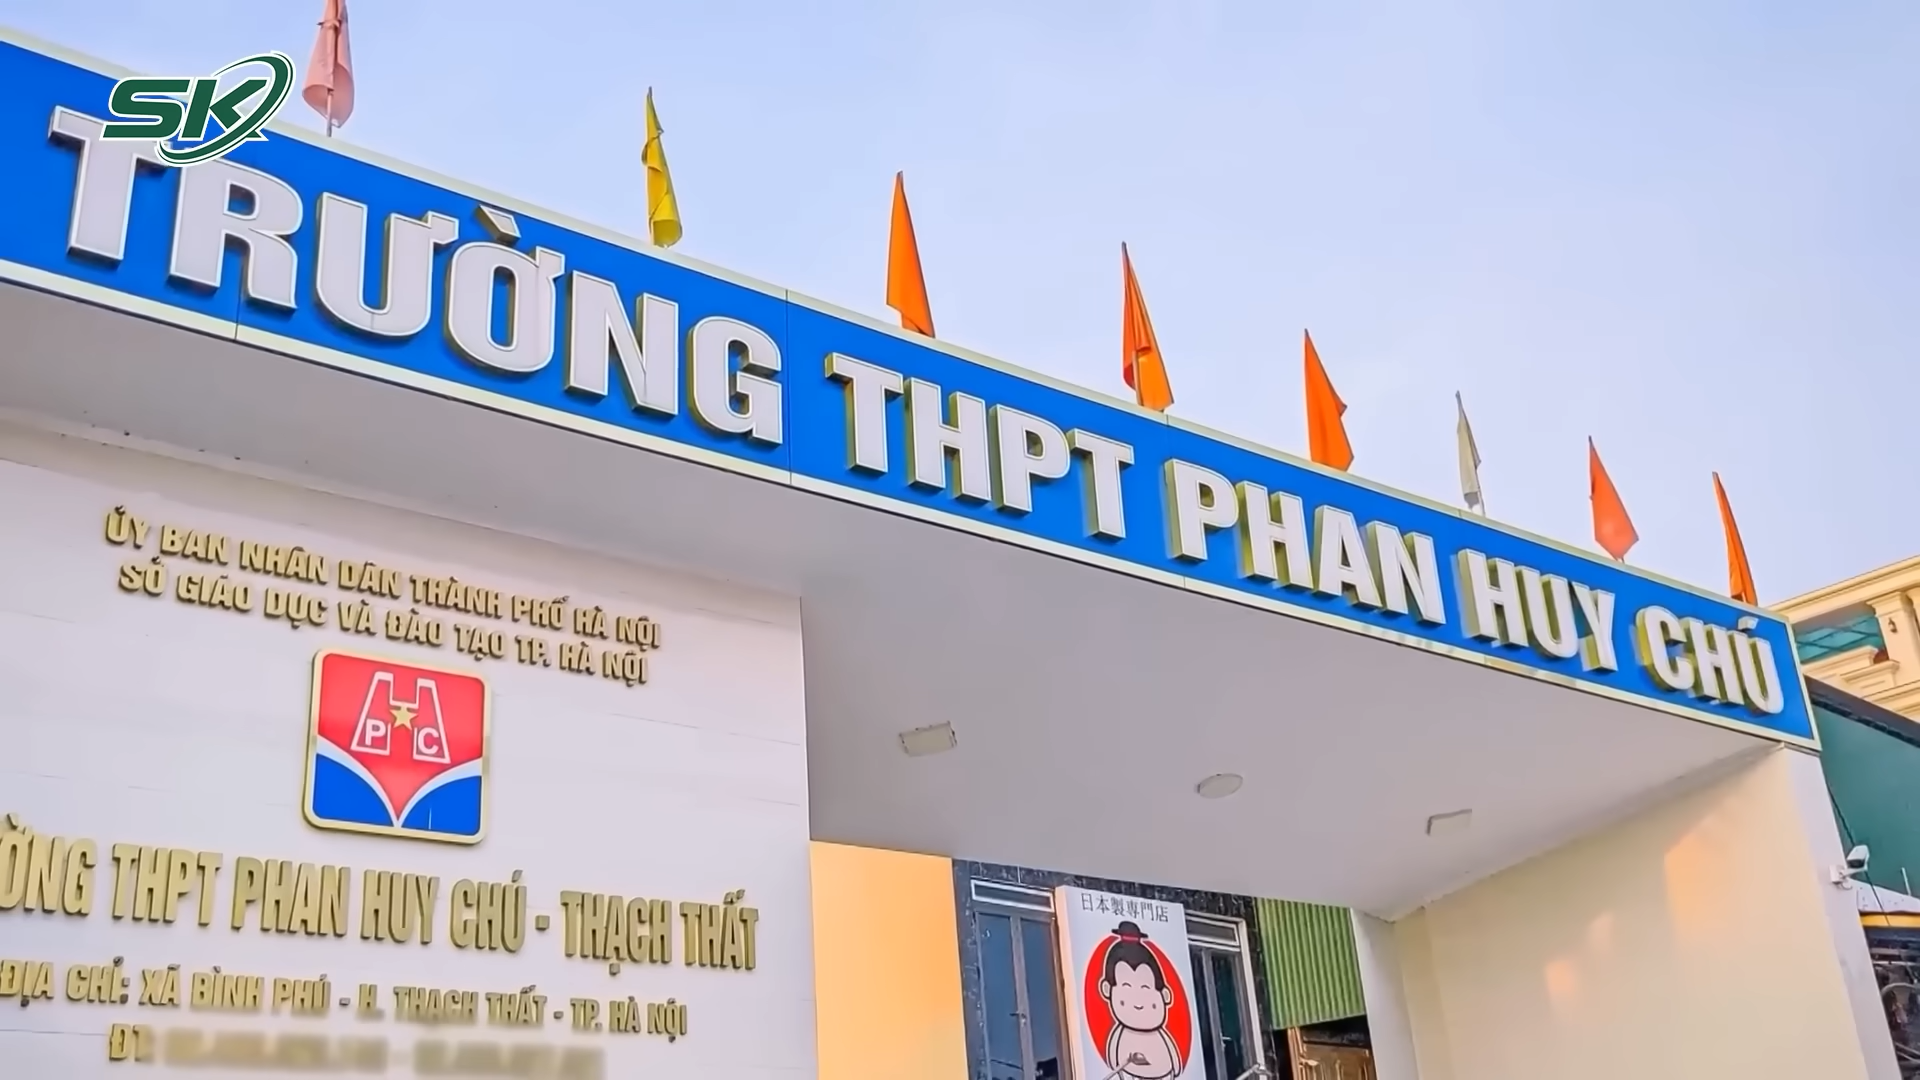 SK
TRƯỜNG THPT PHAN HUY CHÚ
ỦY BAN NHÂN DÂN THÀNH PHỐ HÀ NỘI
SỞ GIÁO DỤC VÀ ĐÀO TẠO TP. HÀ NỘI
PHC
ỜNG THPT PHAN HUY CHÚ - THẠCH THẤT
ĐỊA CHỈ: XÃ BÌNH PHÚ - H. THẠCH THẤT - TP. HÀ NỘI
ĐT:
日本製専門店